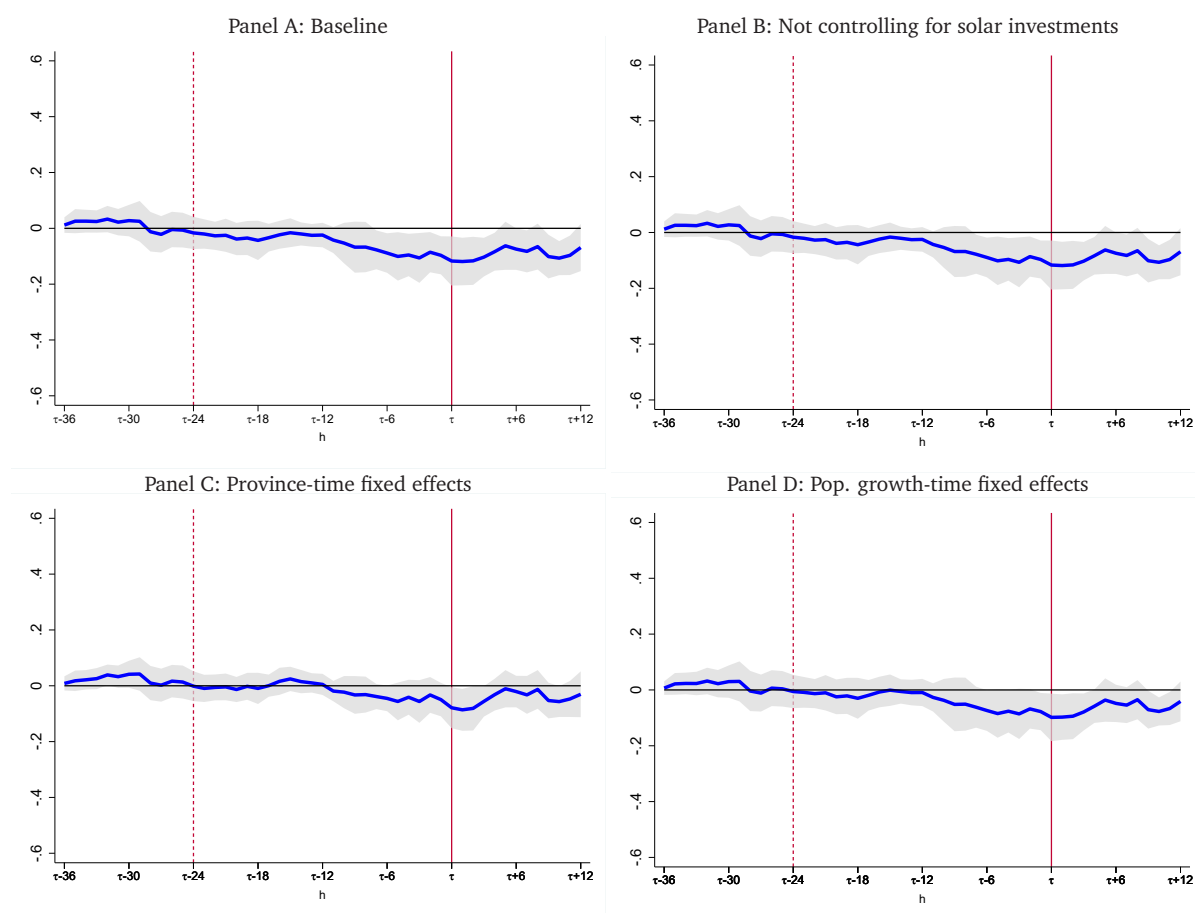 Panel A: Baseline
.6
.4
.2
0
-.2
-.4
-.6
τ-36 τ-30 τ-24 τ-18 τ-12 τ-6 τ τ+6 τ+12
h
Panel B: Not controlling for solar investments
.6
.4
.2
0
-.2
-.4
-.6
τ-36 τ-30 τ-24 τ-18 τ-12 τ-6 τ τ+6 τ+12
h
Panel C: Province-time fixed effects
.6
.4
.2
0
-.2
-.4
-.6
τ-36 τ-30 τ-24 τ-18 τ-12 τ-6 τ τ+6 τ+12
h
Panel D: Pop. growth-time fixed effects
.6
.4
.2
0
-.2
-.4
-.6
τ-36 τ-30 τ-24 τ-18 τ-12 τ-6 τ τ+6 τ+12
h